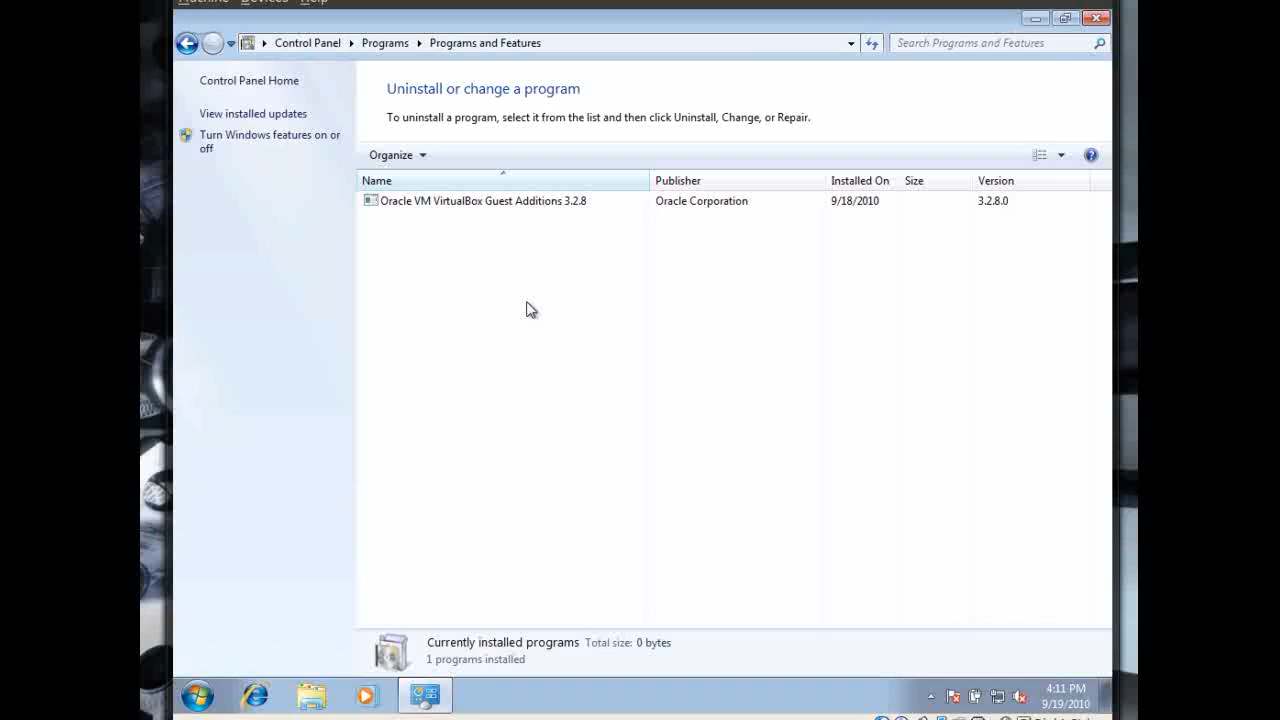 Machine Devices Help
Control Panel Programs Programs and Features
Search Programs and Features
Control Panel Home
View installed updates
Turn Windows features on or
off
Uninstall or change a program
To uninstall a program, select it from the list and then click Uninstall, Change, or Repair.
Organize
Name Publisher Installed On Size Version
Oracle VM VirtualBox Guest Additions 3.2.8 Oracle Corporation 9/18/2010 3.2.8.0
Currently installed programs Total size: 0 bytes
1 programs installed
4:11 PM
9/19/2010